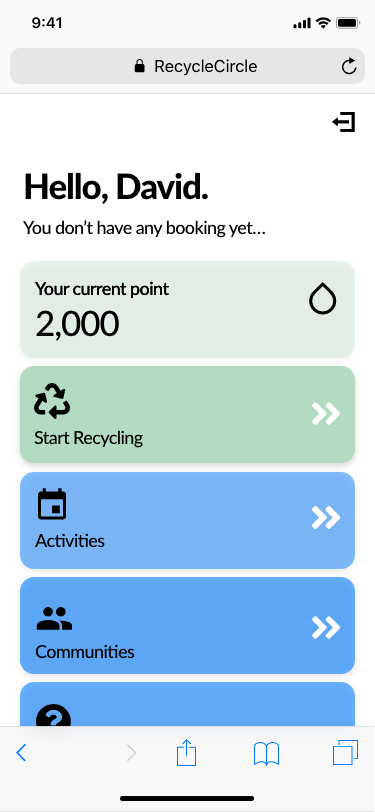 9:41
RecycleCircle
Hello, David.
You don't have any booking yet...
Your current point
2,000
Start Recycling
Activities
Communities